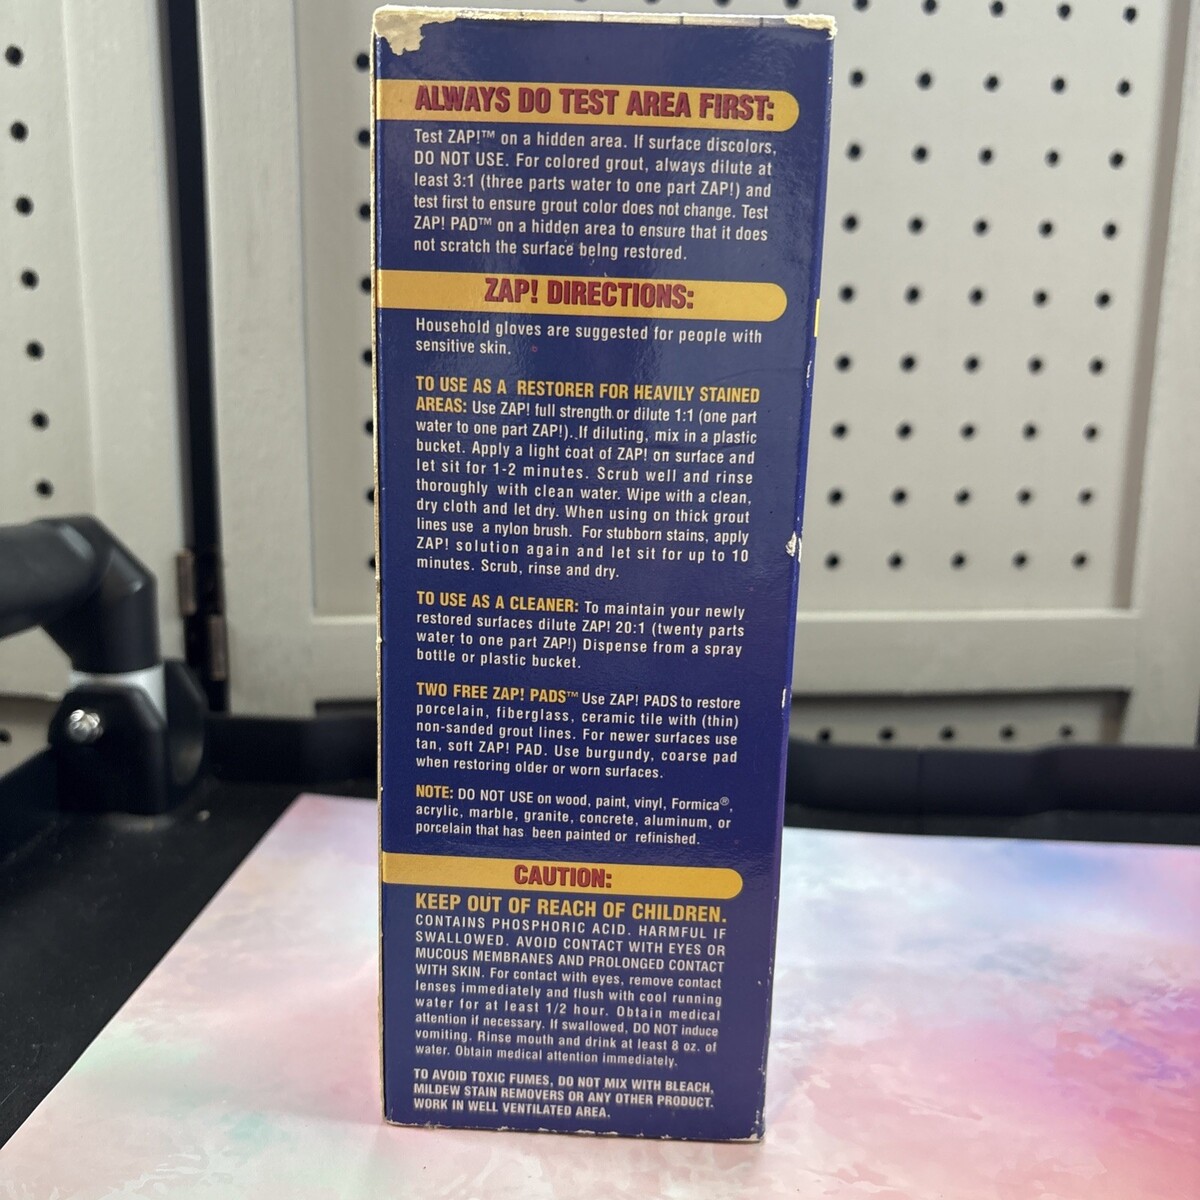 ALWAYS DO TEST AREA FIRST:
Test ZAP!™ on a hidden area. If surface discolors,
DO NOT USE. For colored grout, always dilute at
least 3:1 (three parts water to one part ZAP!) and
test first to ensure grout color does not change. Test
ZAP! PAD™ on a hidden area to ensure that it does
not scratch the surface being restored.
ZAP! DIRECTIONS:
Household gloves are suggested for people with
sensitive skin.
TO USE AS A RESTORER FOR HEAVILY STAINED
AREAS: Use ZAP! full strength or dilute 1:1 (one part
water to one part ZAP!). If diluting, mix in a plastic
bucket. Apply a light coat of ZAP! on surface and
let sit for 1-2 minutes. Scrub well and rinse
thoroughly with clean water. Wipe with a clean,
dry cloth and let dry. When using on thick grout
lines use a nylon brush. For stubborn stains, apply
ZAP! solution again and let sit for up to 10
minutes. Scrub, rinse and dry.
TO USE AS A CLEANER: To maintain your newly
restored surfaces dilute ZAP! 20:1 (twenty parts
water to one part ZAP!) Dispense from a spray
bottle or plastic bucket.
TWO FREE ZAP! PADS™ Use ZAP! PADS to restore
porcelain, fiberglass, ceramic tile with (thin)
non-sanded grout lines. For newer surfaces use
tan, soft ZAP! PAD. Use burgundy, coarse pad
when restoring older or worn surfaces.
NOTE: DO NOT USE on wood, paint, vinyl, Formica®,
acrylic, marble, granite, concrete, aluminum, or
porcelain that has been painted or refinished.
CAUTION:
KEEP OUT OF REACH OF CHILDREN.
CONTAINS PHOSPHORIC ACID. HARMFUL IF
SWALLOWED. AVOID CONTACT WITH EYES OR
MUCOUS MEMBRANES AND PROLONGED CONTACT
WITH SKIN. For contact with eyes, remove contact
lenses immediately and flush with cool running
water for at least 1/2 hour. Obtain medical
attention if necessary. If swallowed, DO NOT induce
vomiting. Rinse mouth and drink at least 8 oz. of
water. Obtain medical attention immediately.
TO AVOID TOXIC FUMES, DO NOT MIX WITH BLEACH,
MILDEW STAIN REMOVERS OR ANY OTHER PRODUCT.
WORK IN WELL VENTILATED AREA.